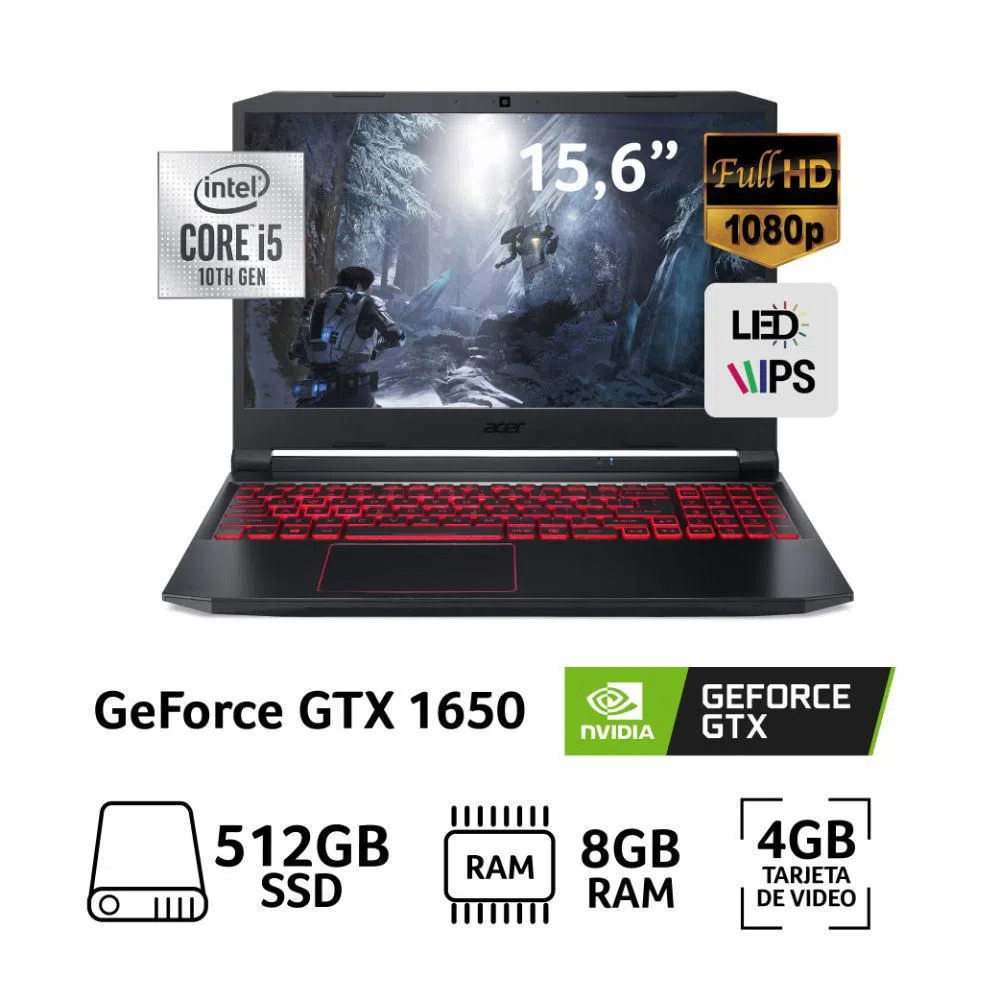 15,6”
intel
CORE i5
10TH GEN
Full HD
1080p
LED
IPS
acer
GeForce GTX 1650
NVIDIA
GEFORCE
GTX
512GB
SSD
RAM
8GB
RAM
4GB
TARJETA
DE VIDEO